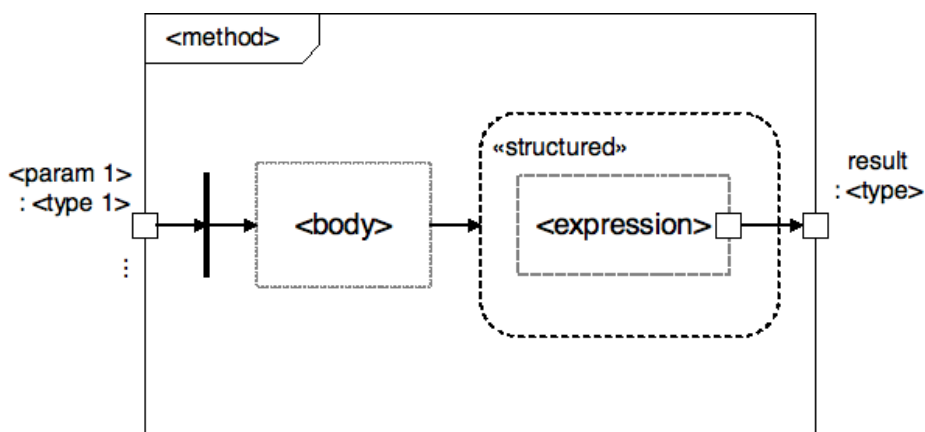 <method>
<param 1>
: <type 1>
⋮
<body>
«structured»
<expression>
result
: <type>